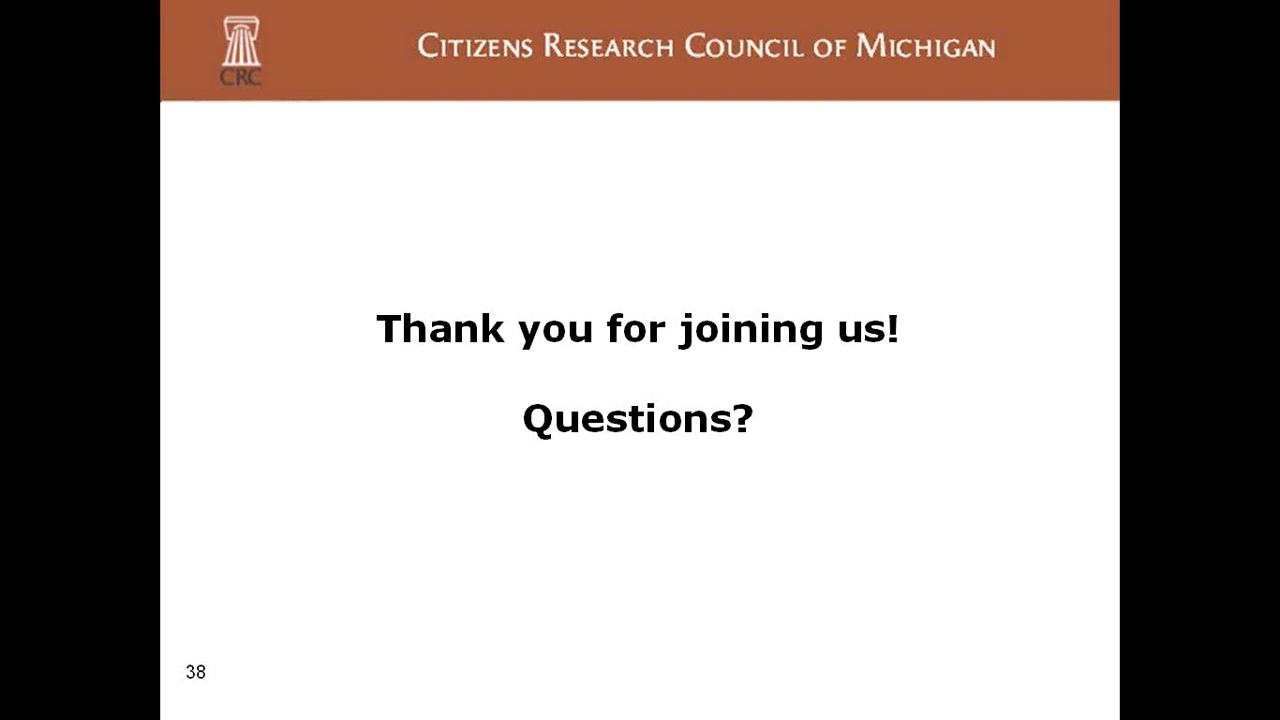 CRC
CITIZENS RESEARCH COUNCIL OF MICHIGAN
Thank you for joining us!
Questions?
38